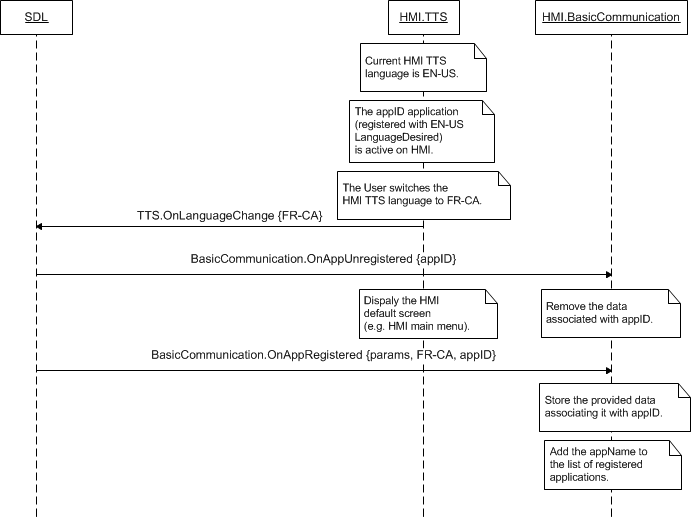 SDL
HMI.TTS
HMI.BasicCommunication
Current HMI TTS
language is EN-US.
The appID application
(registered with EN-US
LanguageDesired)
is active on HMI.
The User switches the
HMI TTS language to FR-CA.
TTS.OnLanguageChange {FR-CA}
BasicCommunication.OnAppUnregistered {appID}
Dispaly the HMI
default screen
(e.g. HMI main menu).
Remove the data
associated with appID.
BasicCommunication.OnAppRegistered {params, FR-CA, appID}
Store the provided data
associating it with appID.
Add the appName to
the list of registered
applications.